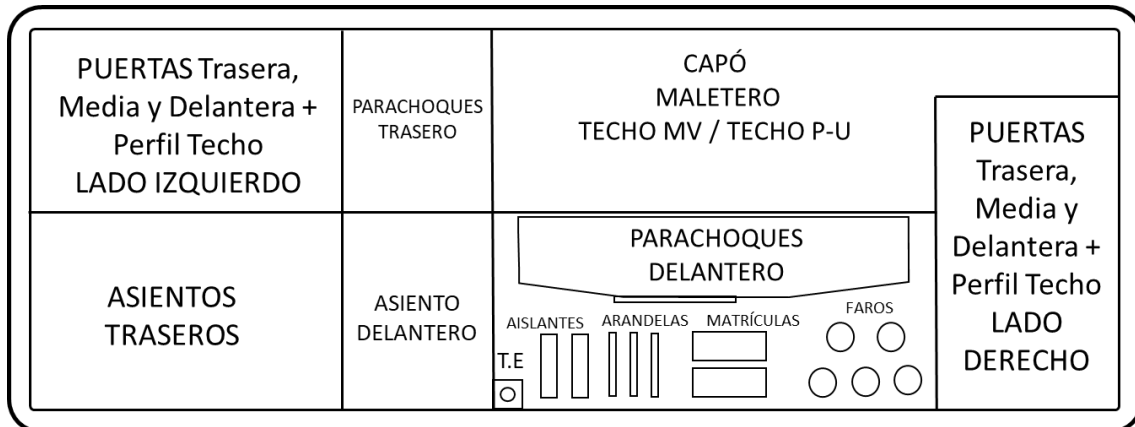 PUERTAS Trasera,
Media y Delantera +
Perfil Techo
LADO IZQUIERDO
PARACHOQUES
TRASERO
CAPÓ
MALETERO
TECHO MV / TECHO P-U
PUERTAS
Trasera,
Media y
Delantera +
Perfil Techo
LADO
DERECHO
ASIENTOS
TRASEROS
ASIENTO
DELANTERO
PARACHOQUES
DELANTERO
AISLANTES
ARANDELAS
MATRÍCULAS
FAROS
T.E